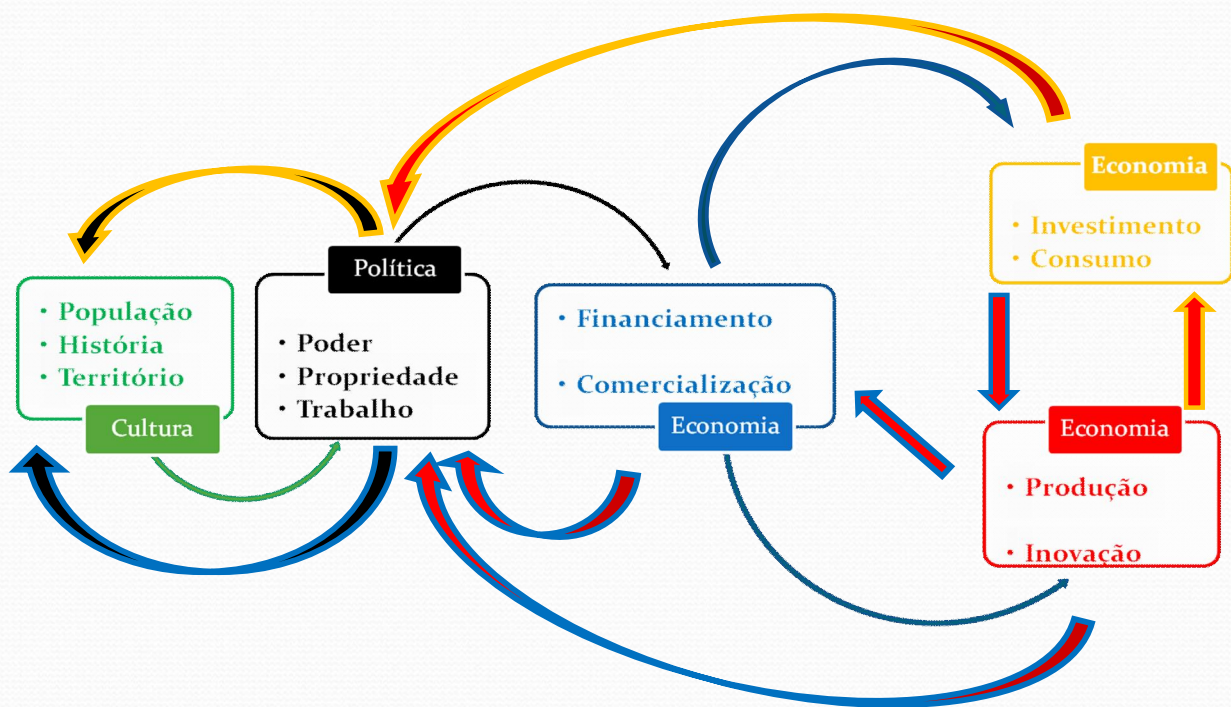 • População
• História
• Território
Cultura
Política
• Poder
• Propriedade
• Trabalho
• Financiamento
• Comercialização
Economia
Economia
• Investimento
• Consumo
Economia
• Produção
• Inovação